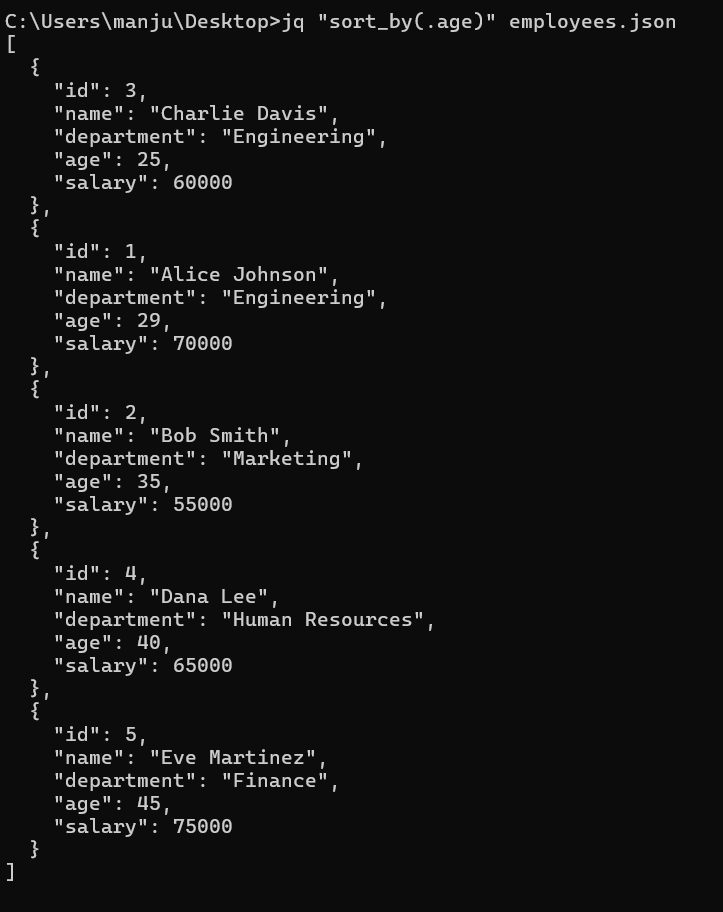 C:\Users\manju\Desktop>jq "sort_by(.age)" employees.json
[
  {
    "id": 3,
    "name": "Charlie Davis",
    "department": "Engineering",
    "age": 25,
    "salary": 60000
  },
  {
    "id": 1,
    "name": "Alice Johnson",
    "department": "Engineering",
    "age": 29,
    "salary": 70000
  },
  {
    "id": 2,
    "name": "Bob Smith",
    "department": "Marketing",
    "age": 35,
    "salary": 55000
  },
  {
    "id": 4,
    "name": "Dana Lee",
    "department": "Human Resources",
    "age": 40,
    "salary": 65000
  },
  {
    "id": 5,
    "name": "Eve Martinez",
    "department": "Finance",
    "age": 45,
    "salary": 75000
  }
]